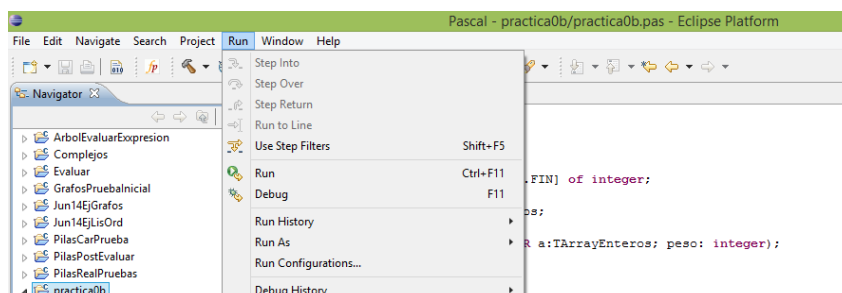 Pascal - practica0b/practica0b.pas - Eclipse Platform
File Edit Navigate Search Project Run Window Help
Navigator
ArbolEvaluarExxpresion
Complejos
Evaluar
GrafosPruebaInicial
Jun14EjGrafos
Jun14EjLisOrd
PilasCarPrueba
PilasPostEvaluar
PilasRealPruebas
practica0b
Step Into
Step Over
Step Return
Run to Line
Use Step Filters Shift+F5
Run Ctrl+F11
Debug F11
Run History
Run As
Run Configurations...
Debug History
.FIN] of integer;
os;
R a:TArrayEnteros; peso: integer);